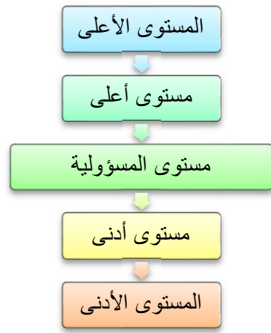 المستوى الأعلى
مستوى أعلى
مستوى المسؤولية
مستوى أدنى
المستوى الأدنى